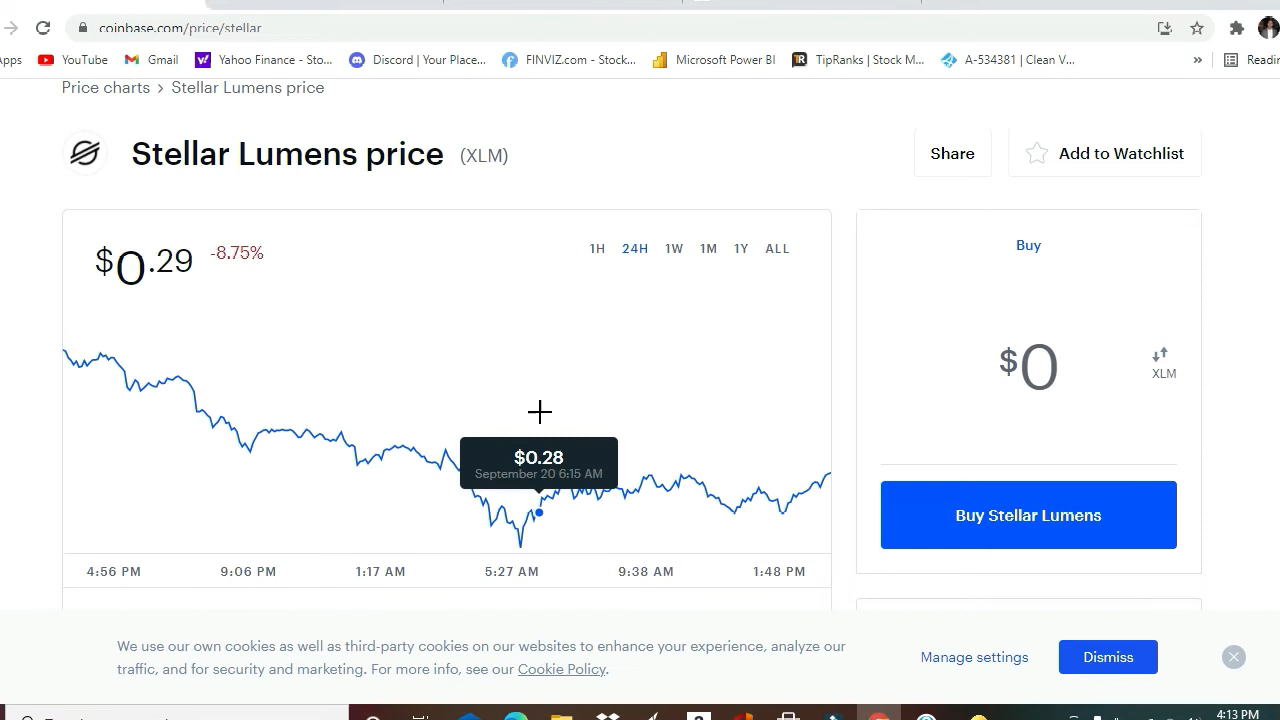 coinbase.com/price/stellar
Apps YouTube Gmail Yahoo Finance - Sto... Discord | Your Place... FINVIZ.com - Stock... Microsoft Power BI TipRanks | Stock M... A-534381 | Clean V... » Readin
Price charts > Stellar Lumens price
Stellar Lumens price (XLM)
Share
Add to Watchlist
$0.29 -8.75%
1H 24H 1W 1M 1Y ALL
$0.28
September 20 6:15 AM
4:56 PM 9:06 PM 1:17 AM 5:27 AM 9:38 AM 1:48 PM
Buy
$0
XLM
Buy Stellar Lumens
We use our own cookies as well as third-party cookies on our websites to enhance your experience, analyze our
traffic, and for security and marketing. For more info, see our Cookie Policy.
Manage settings
Dismiss
4:13 PM